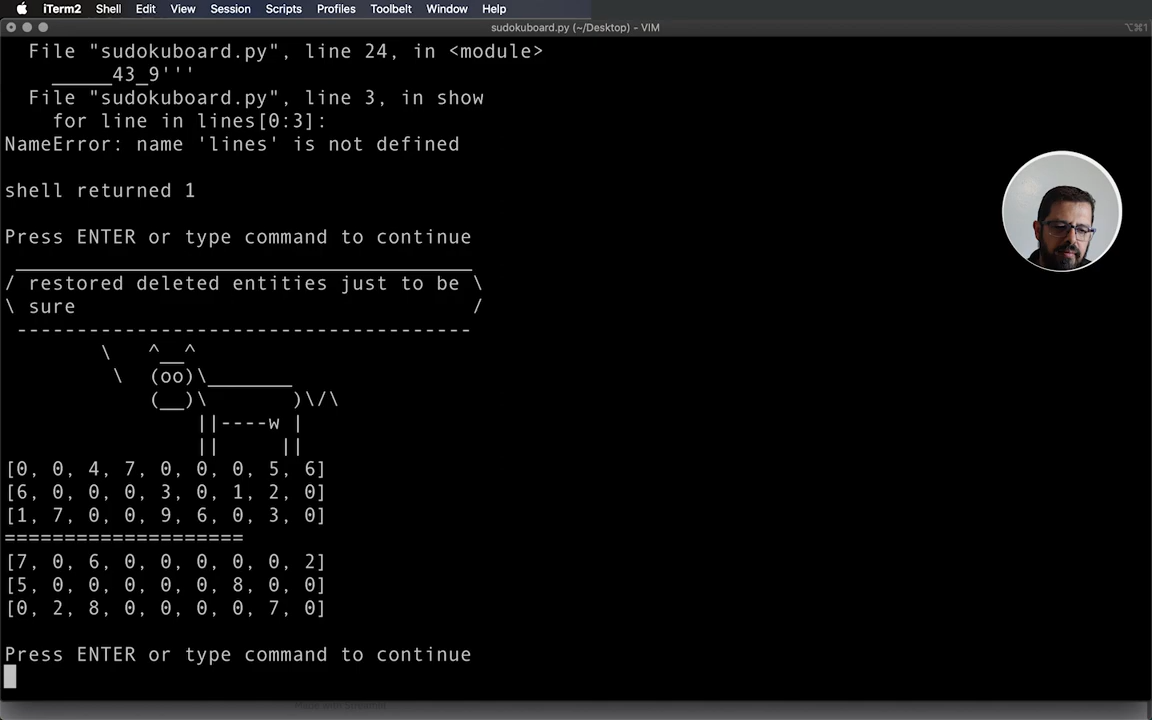 iTerm2 Shell Edit View Session Scripts Profiles Toolbelt Window Help
sudokuboard.py (~/Desktop) - VIM ⌥⌘1
File "sudokuboard.py", line 24, in <module>
_____43_9'''
File "sudokuboard.py", line 3, in show
for line in lines[0:3]:
NameError: name 'lines' is not defined
shell returned 1
Press ENTER or type command to continue
______________________________________
/ restored deleted entities just to be \
\ sure                                 /
--------------------------------------
\   ^__^
\  (oo)\_______
(__)\       )\/\
||----w |
||     ||
[0, 0, 4, 7, 0, 0, 0, 5, 6]
[6, 0, 0, 0, 3, 0, 1, 2, 0]
[1, 7, 0, 0, 9, 6, 0, 3, 0]
====================
[7, 0, 6, 0, 0, 0, 0, 0, 2]
[5, 0, 0, 0, 0, 0, 8, 0, 0]
[0, 2, 8, 0, 0, 0, 0, 7, 0]
Press ENTER or type command to continue